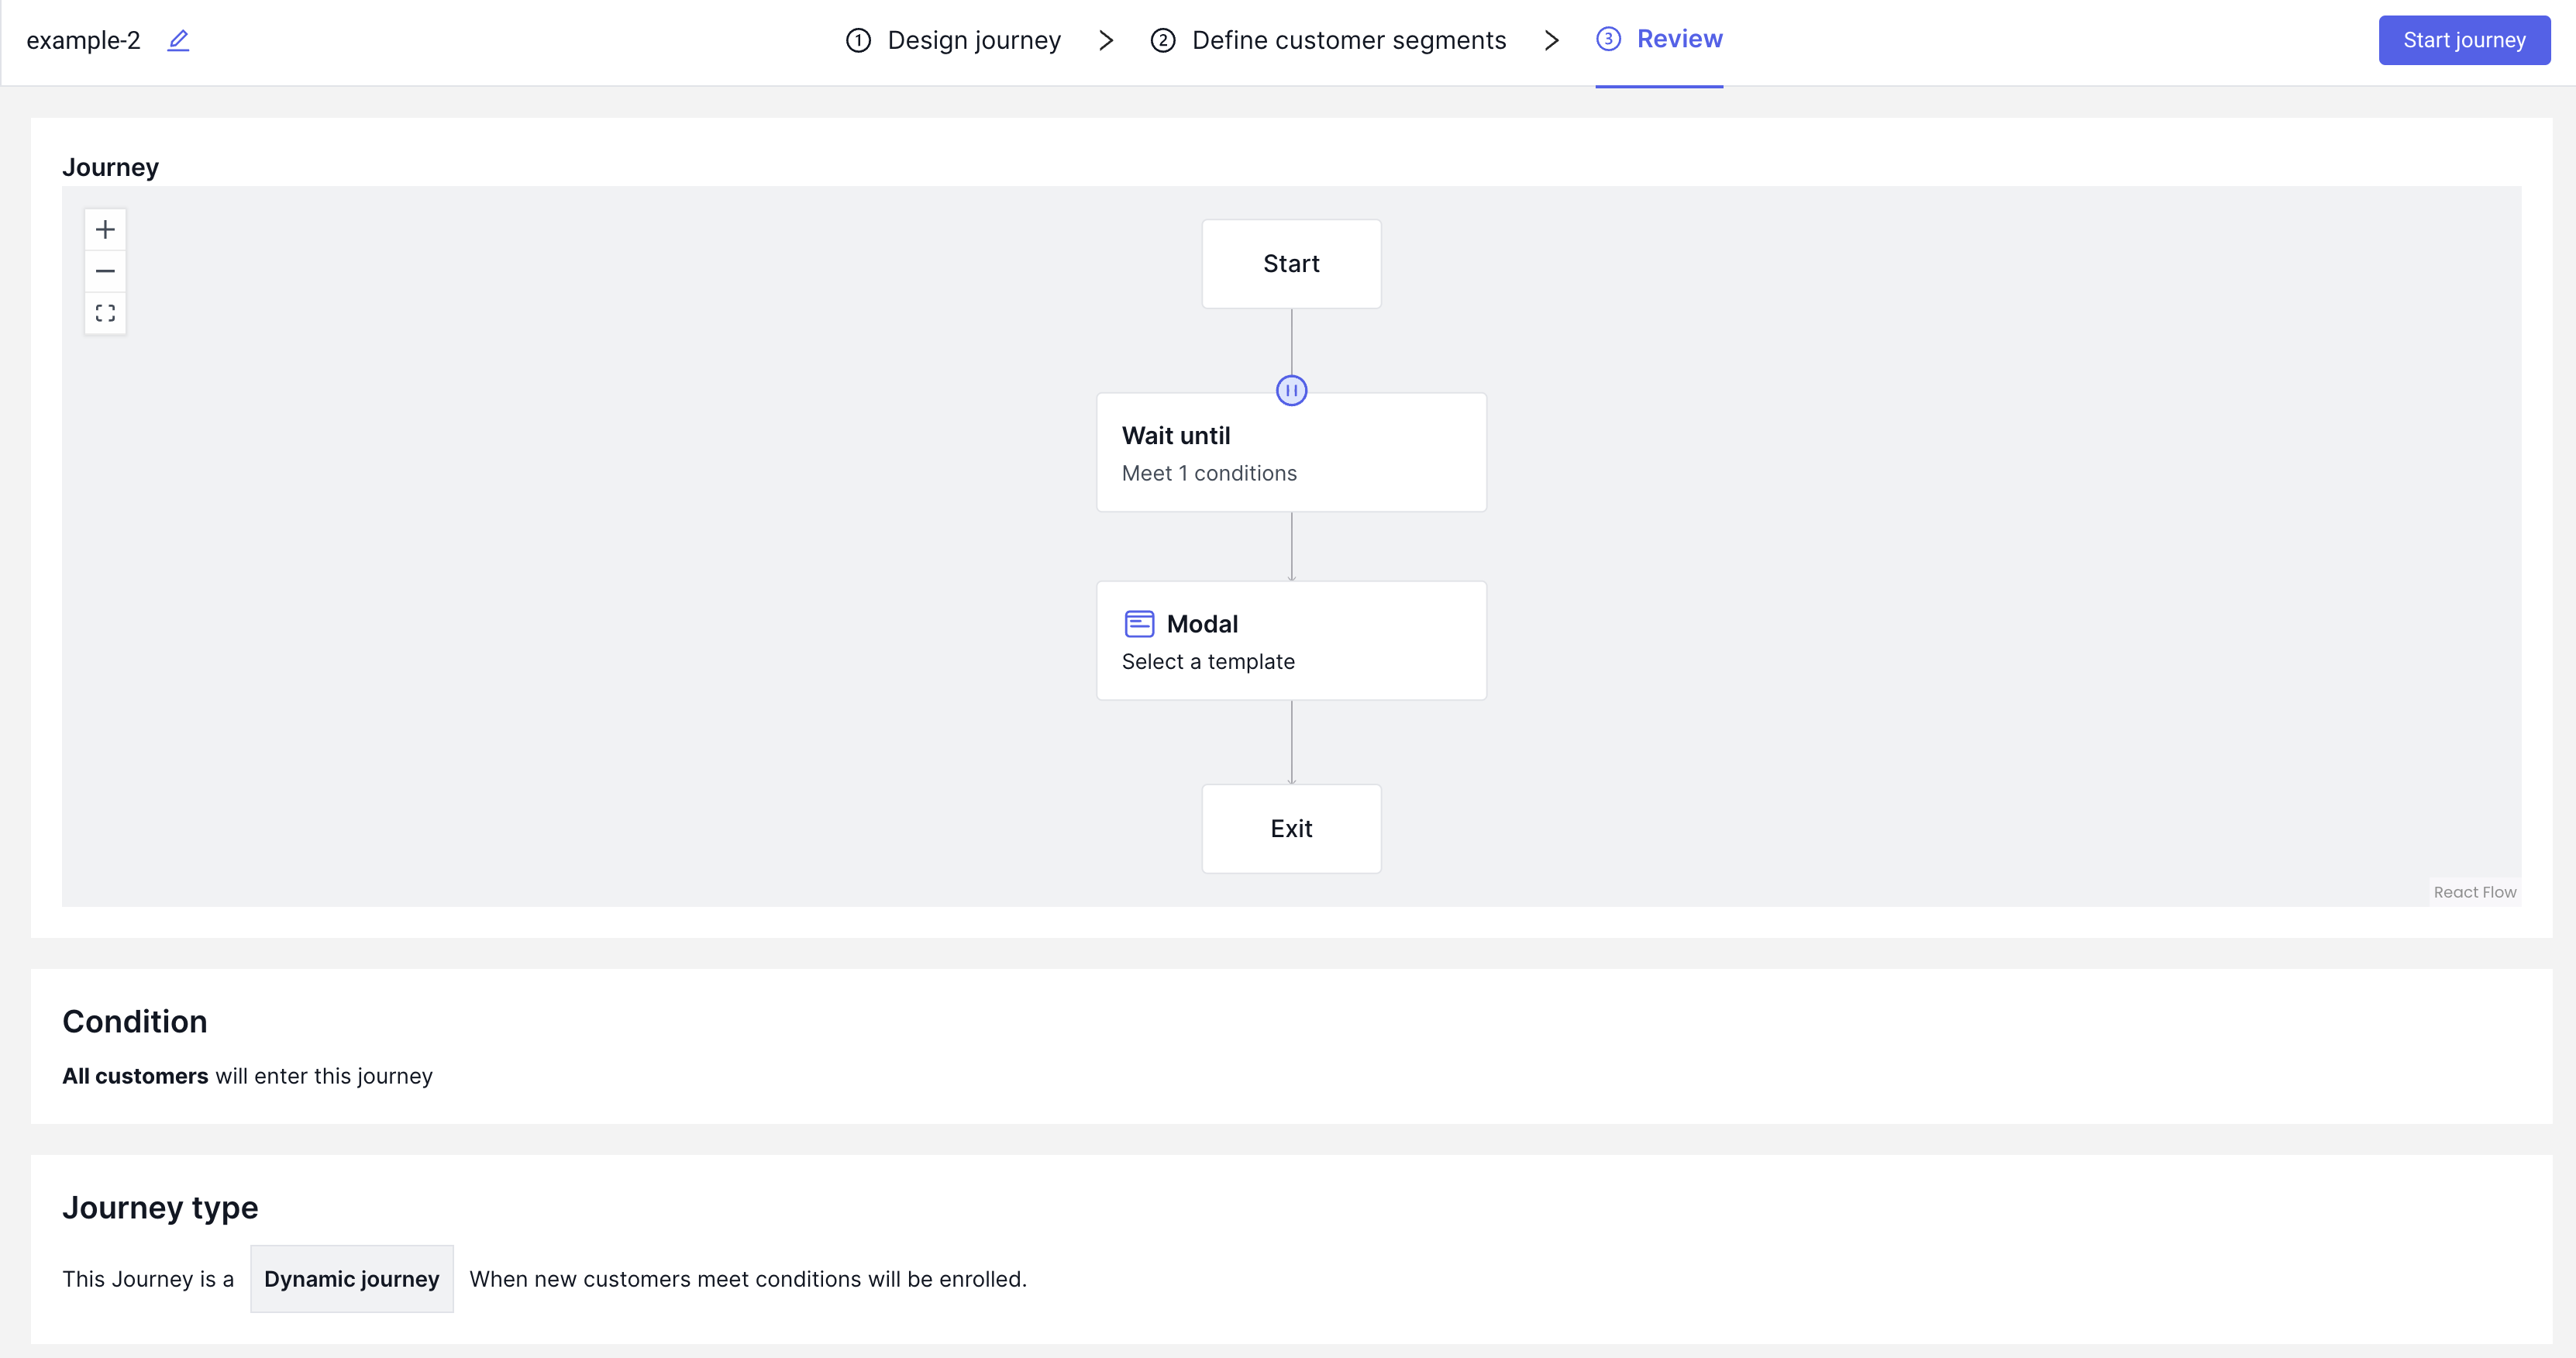 example-2
1 Design journey
2 Define customer segments
3 Review
Start journey
Journey
Start
Wait until
Meet 1 conditions
Modal
Select a template
Exit
React Flow
Condition
All customers will enter this journey
Journey type
This Journey is a Dynamic journey When new customers meet conditions will be enrolled.